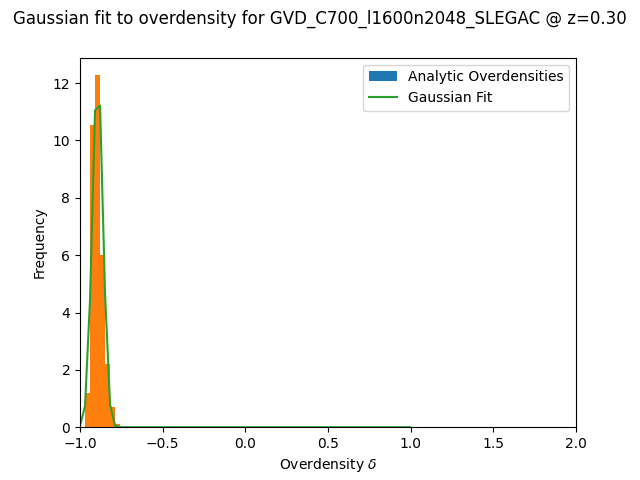 Gaussian fit to overdensity for GVD_C700_l1600n2048_SLEGAC @ z=0.30
Analytic Overdensities
Gaussian Fit
12
10
8
6
4
2
0
Frequency
−1.0 −0.5 0.0 0.5 1.0 1.5 2.0
Overdensity δ